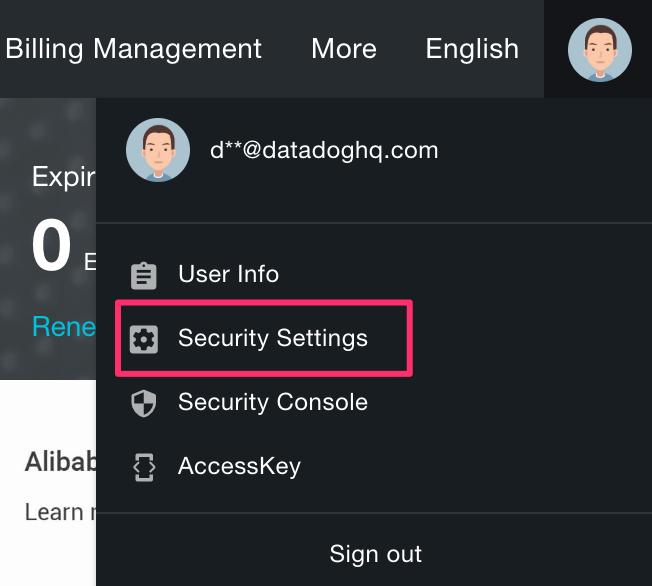 Billing Management More English
d**@datadoghq.com
Expir
0 E
User Info
Rene
Security Settings
Security Console
Alibab
AccessKey
Learn
Sign out